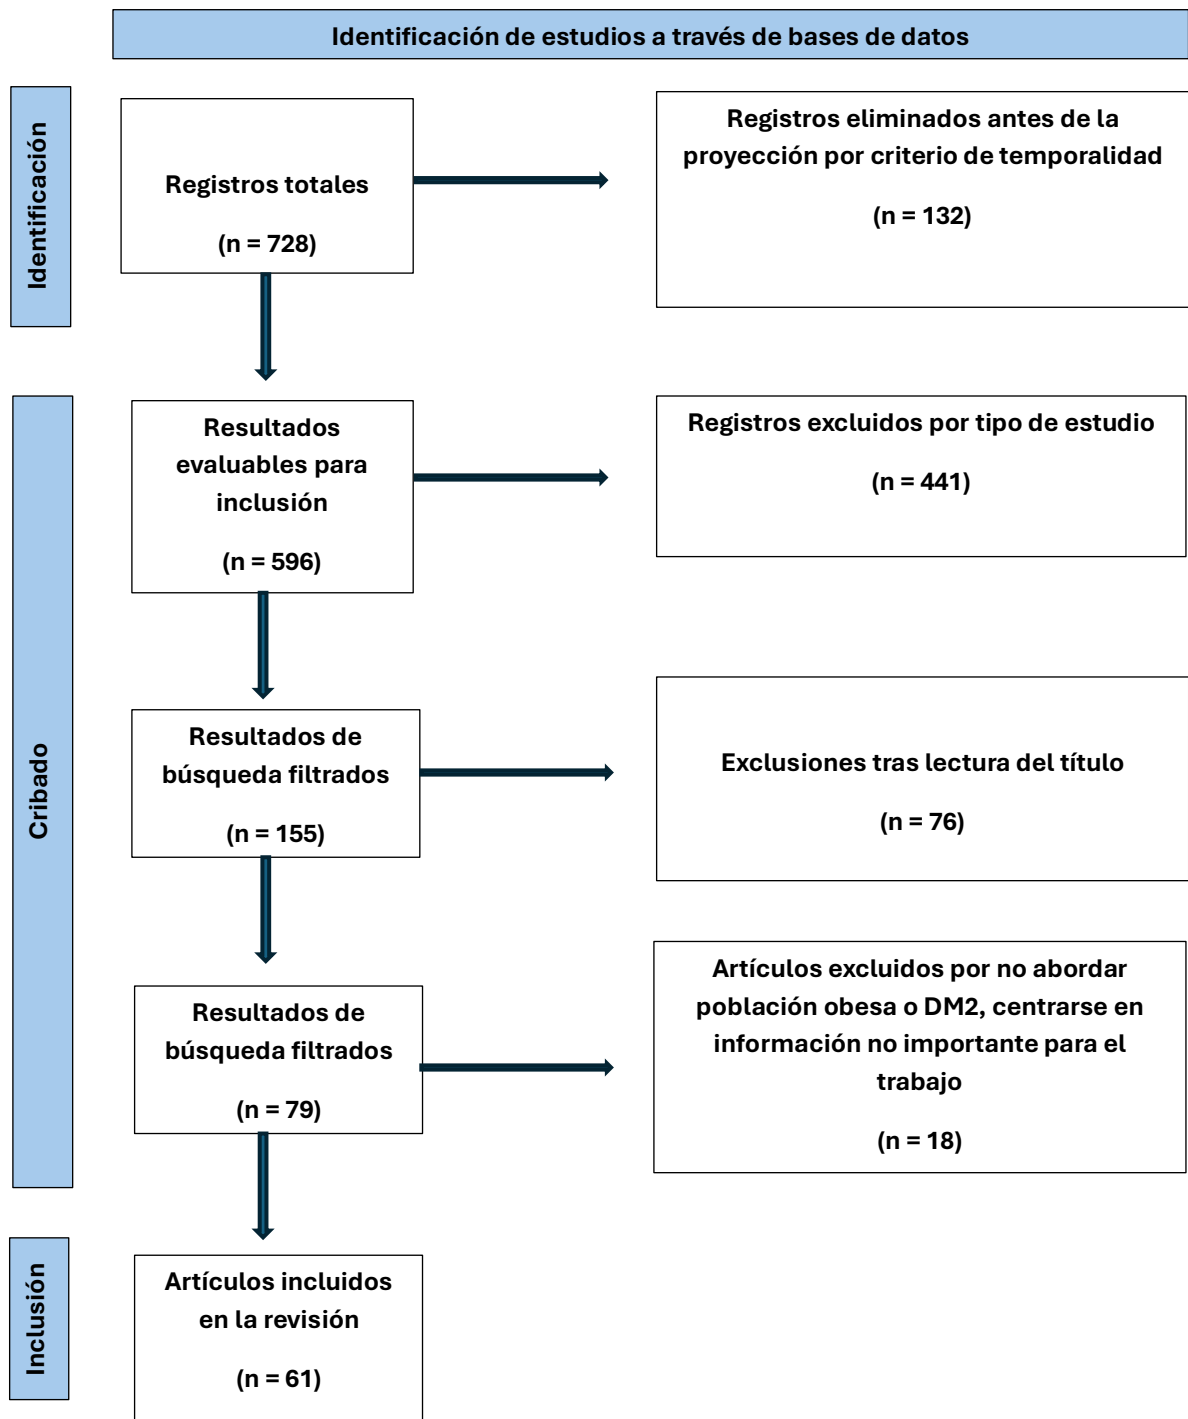 Identificación de estudios a través de bases de datos
Identificación
Registros totales
(n = 728)
Registros eliminados antes de la
proyección por criterio de temporalidad
(n = 132)
Cribado
Resultados
evaluables para
inclusión
(n = 596)
Registros excluidos por tipo de estudio
(n = 441)
Resultados de
búsqueda filtrados
(n = 155)
Exclusiones tras lectura del título
(n = 76)
Resultados de
búsqueda filtrados
(n = 79)
Artículos excluidos por no abordar
población obesa o DM2, centrarse en
información no importante para el
trabajo
(n = 18)
Inclusión
Artículos incluidos
en la revisión
(n = 61)